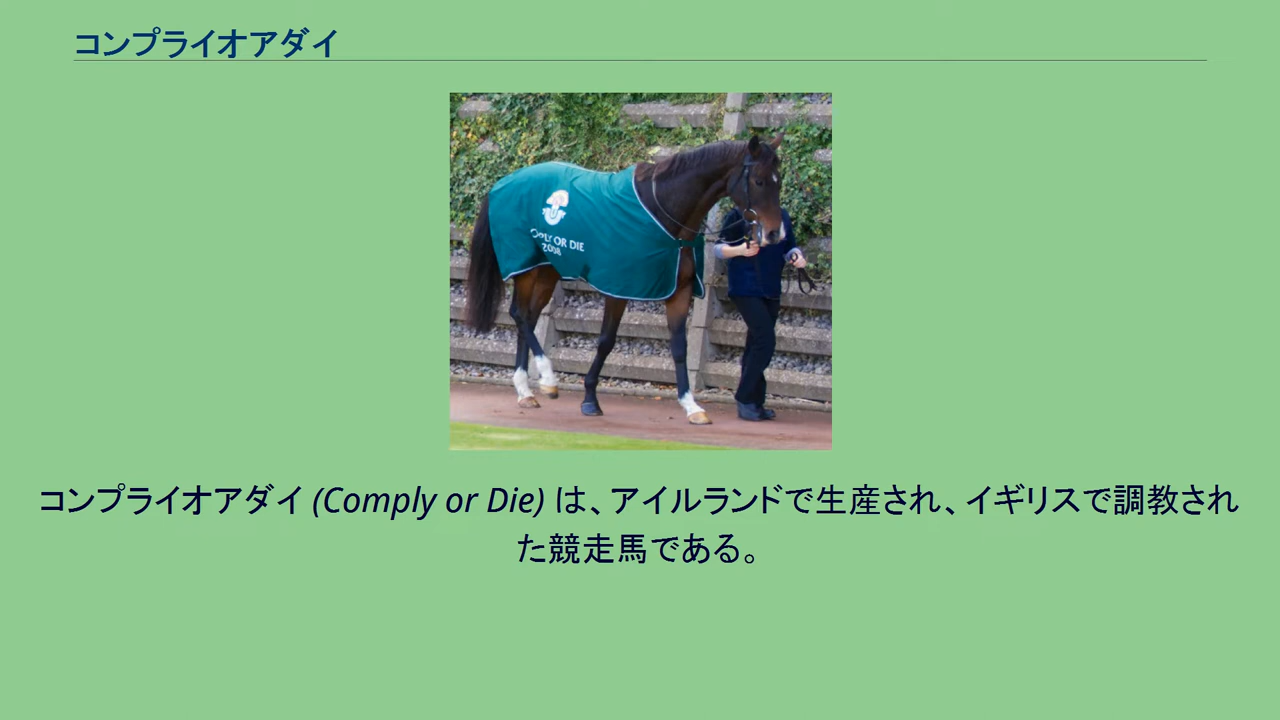 コンプライオアダイ
OMPLY OR DIE
2008
コンプライオアダイ (Comply or Die) は、アイルランドで生産され、イギリスで調教され
た競走馬である。